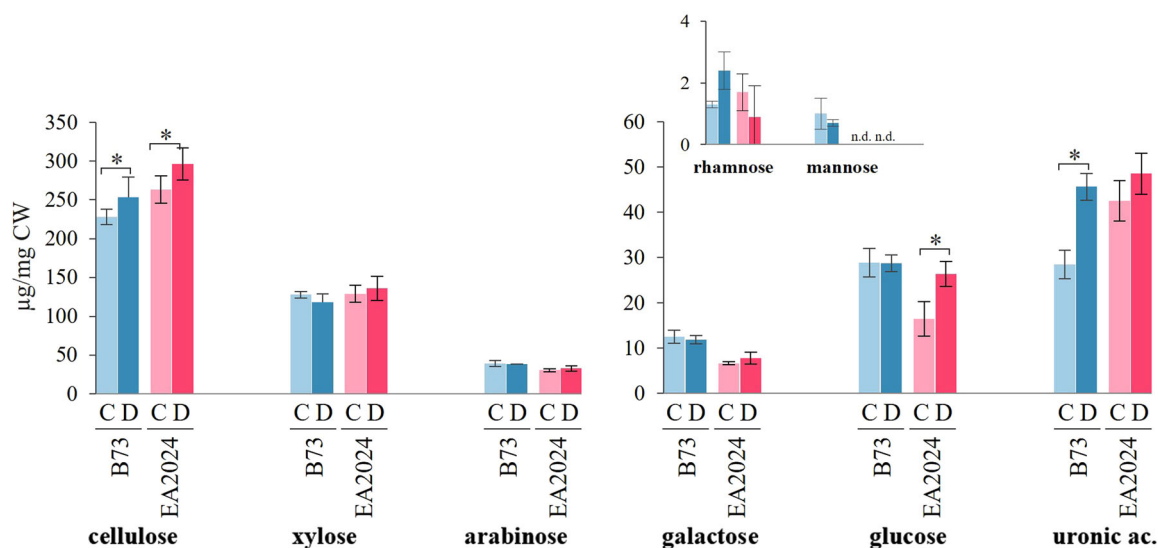 4
2
0
n.d. n.d.
rhamnose mannose
µg/mg CW
350
300
250
200
150
100
50
0
* *
60
50
40
30
20
10
0
* *
C D C D C D C D C D C D
C D C D C D C D C D C D
B73 EA2024 B73 EA2024 B73 EA2024
B73 EA2024 B73 EA2024 B73 EA2024
cellulose xylose arabinose galactose glucose uronic ac.